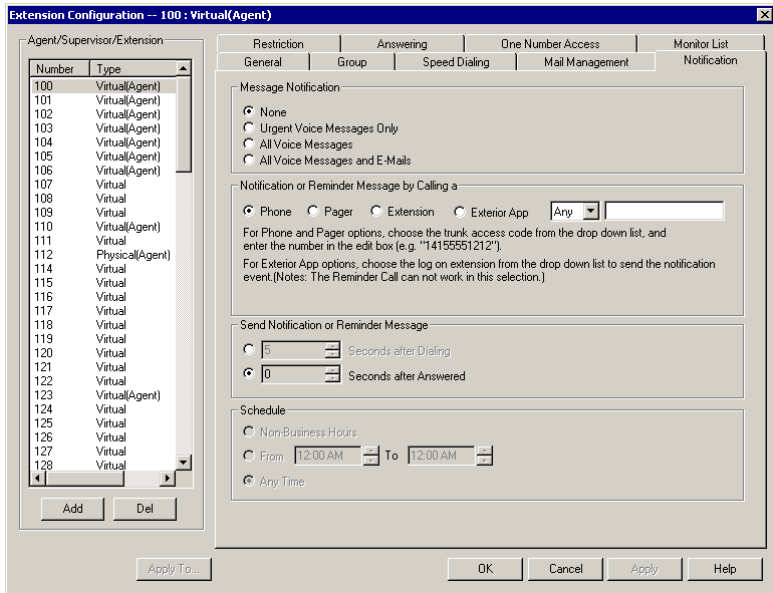 Extension Configuration -- 100 : Virtual(Agent)
Agent/Supervisor/Extension
Number Type
100 Virtual(Agent)
101 Virtual(Agent)
102 Virtual(Agent)
103 Virtual(Agent)
104 Virtual(Agent)
105 Virtual(Agent)
106 Virtual(Agent)
107 Virtual
108 Virtual
109 Virtual
110 Virtual(Agent)
111 Virtual
112 Physical(Agent)
114 Virtual
115 Virtual
116 Virtual
117 Virtual
118 Virtual
119 Virtual
120 Virtual
121 Virtual
122 Virtual
123 Virtual(Agent)
124 Virtual
125 Virtual
126 Virtual
127 Virtual
128 Virtual
Add Del
Restriction Answering One Number Access Monitor List
General Group Speed Dialing Mail Management Notification
Message Notification
None
Urgent Voice Messages Only
All Voice Messages
All Voice Messages and E-Mails
Notification or Reminder Message by Calling a
Phone Pager Extension Exterior App Any
For Phone and Pager options, choose the trunk access code from the drop down list, and
enter the number in the edit box (e.g. "14155551212").
For Exterior App options, choose the log on extension from the drop down list to send the notification
event.(Notes: The Reminder Call can not work in this selection.)
Send Notification or Reminder Message
5 Seconds after Dialing
0 Seconds after Answered
Schedule
Non-Business Hours
From 12:00 AM To 12:00 AM
Any Time
Apply To... OK Cancel Apply Help